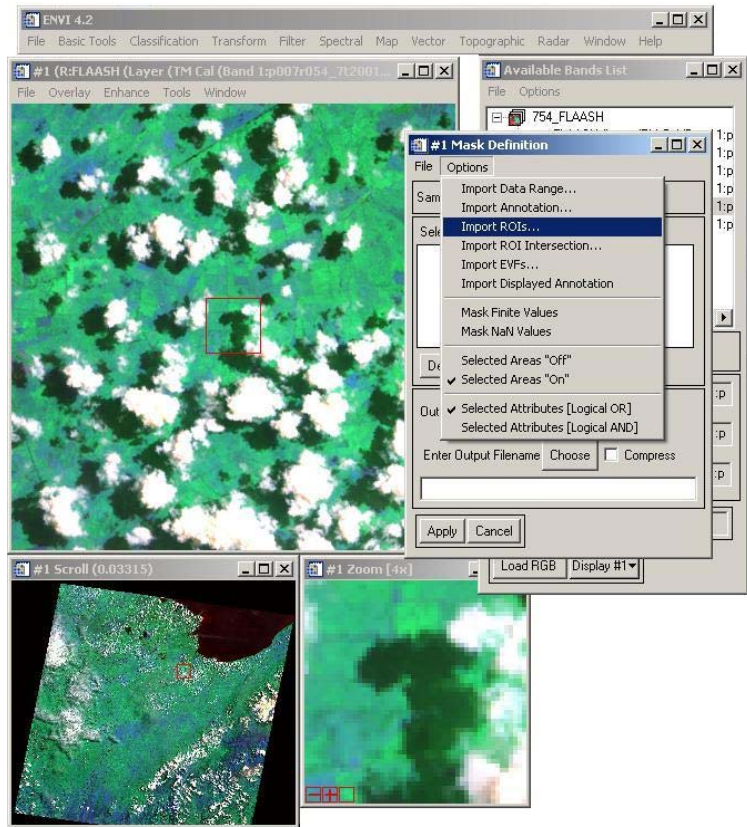 ENVI 4.2
File Basic Tools Classification Transform Filter Spectral Map Vector Topographic Radar Window Help
#1 (R:FLAASH (Layer (TM Cal (Band 1:p007r054_7t2001...
File Overlay Enhance Tools Window
Available Bands List
File Options
754_FLAASH
1:p
1:p
1:p
1:p
1:p
1:p
#1 Mask Definition
File Options
Sam
Sele
Import Data Range...
Import Annotation...
Import ROIs...
Import ROI Intersection...
Import EVFs...
Import Displayed Annotation
Mask Finite Values
Mask NaN Values
Selected Areas "Off"
Selected Areas "On"
Selected Attributes [Logical OR]
Selected Attributes [Logical AND]
De
Out
:p
:p
:p
Enter Output Filename Choose Compress
Apply Cancel
Load RGB Display #1
#1 Scroll (0.03315)
#1 Zoom [4x]